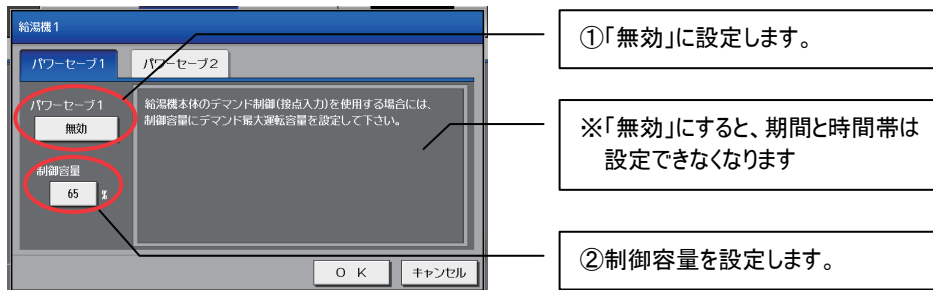 給湯機1
パワーセーブ1
パワーセーブ2
パワーセーブ1
無効
給湯機本体のデマンド制御(接点入力)を使用する場合には、
制御容量にデマンド最大運転容量を設定して下さい。
制御容量
65 %
O K
キャンセル
①「無効」に設定します。
※「無効」にすると、期間と時間帯は
設定できなくなります
②制御容量を設定します。